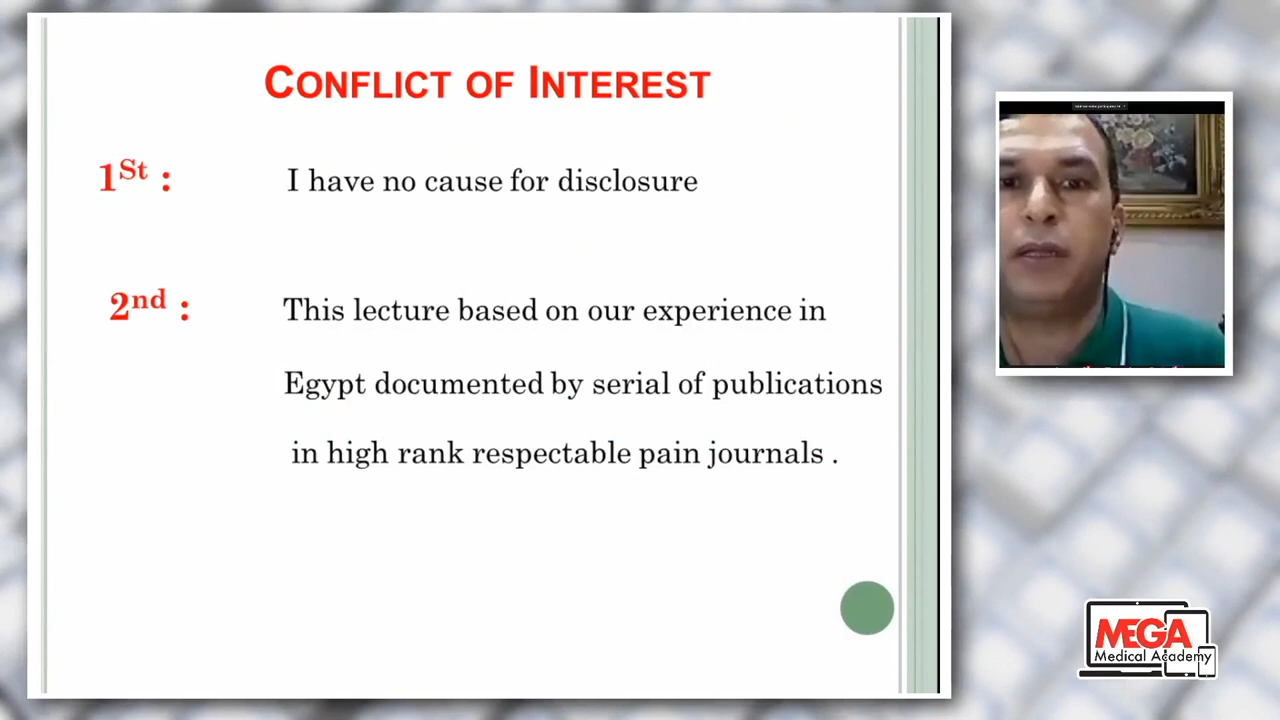 CONFLICT OF INTEREST
1St : I have no cause for disclosure
2nd : This lecture based on our experience in
Egypt documented by serial of publications
in high rank respectable pain journals .
MEGA
Medical Academy